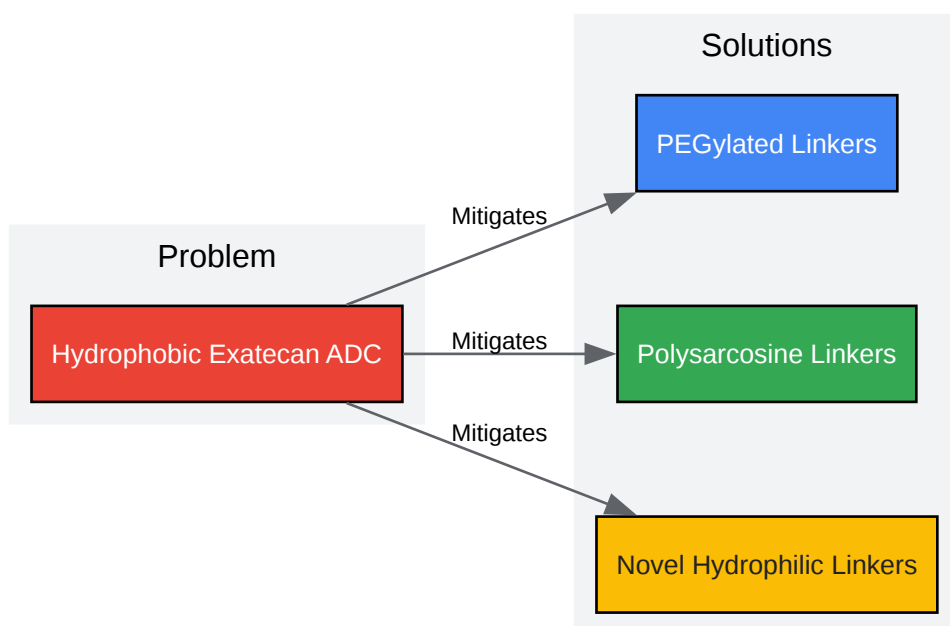 Solutions
PEGylated Linkers
Mitigates
Problem
Hydrophobic Exatecan ADC
Mitigates
Polysarcosine Linkers
Mitigates
Novel Hydrophilic Linkers